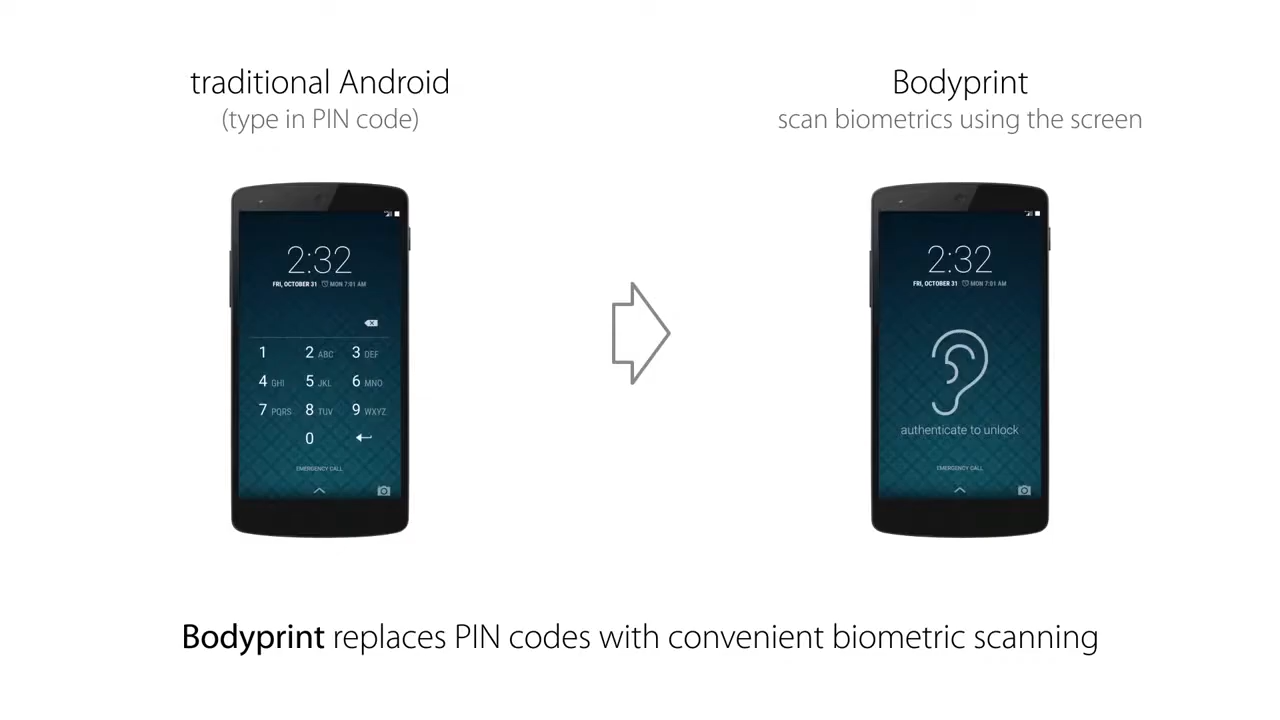 traditional Android
(type in PIN code)
2:32
FRI, OCTOBER 31 MON 7:01 AM
1 2 ABC 3 DEF
4 GHI 5 JKL 6 MNO
7 PQRS 8 TUV 9 WXYZ
0
EMERGENCY CALL
Bodyprint
scan biometrics using the screen
2:32
FRI, OCTOBER 31 MON 7:01 AM
authenticate to unlock
EMERGENCY CALL
Bodyprint replaces PIN codes with convenient biometric scanning